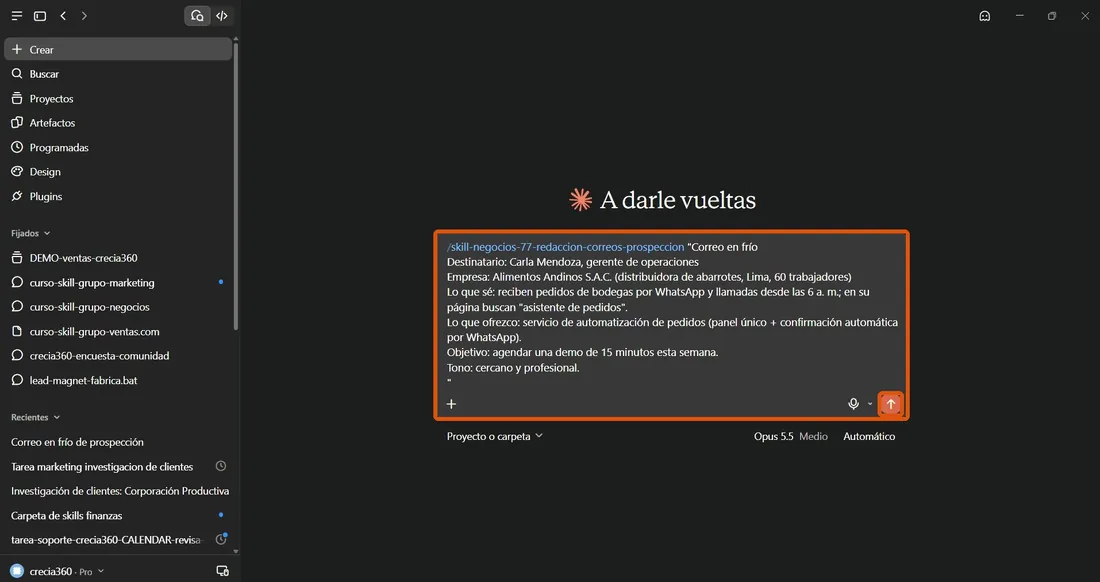 Crear
Buscar
Proyectos
Artefactos
Programadas
Design
Plugins
Fijados
DEMO-ventas-crecia360
curso-skill-grupo-marketing
curso-skill-grupo-negocios
curso-skill-grupo-ventas.com
crecia360-encuesta-comunidad
lead-magnet-fabrica.bat
Recientes
Correo en frío de prospección
Tarea marketing investigacion de clientes
Investigación de clientes: Corporación Productiva
Carpeta de skills finanzas
tarea-soporte-crecia360-CALENDAR-revisa
crecia360 · Pro
A darle vueltas
/skill-negocios-77-redaccion-correos-prospeccion "Correo en frío
Destinatario: Carla Mendoza, gerente de operaciones
Empresa: Alimentos Andinos S.A.C. (distribuidora de abarrotes, Lima, 60 trabajadores)
Lo que sé: reciben pedidos de bodegas por WhatsApp y llamadas desde las 6 a. m.; en su
página buscan "asistente de pedidos".
Lo que ofrezco: servicio de automatización de pedidos (panel único + confirmación automática
por WhatsApp).
Objetivo: agendar una demo de 15 minutos esta semana.
Tono: cercano y profesional.
"
Proyecto o carpeta
Opus 5.5 Medio Automático